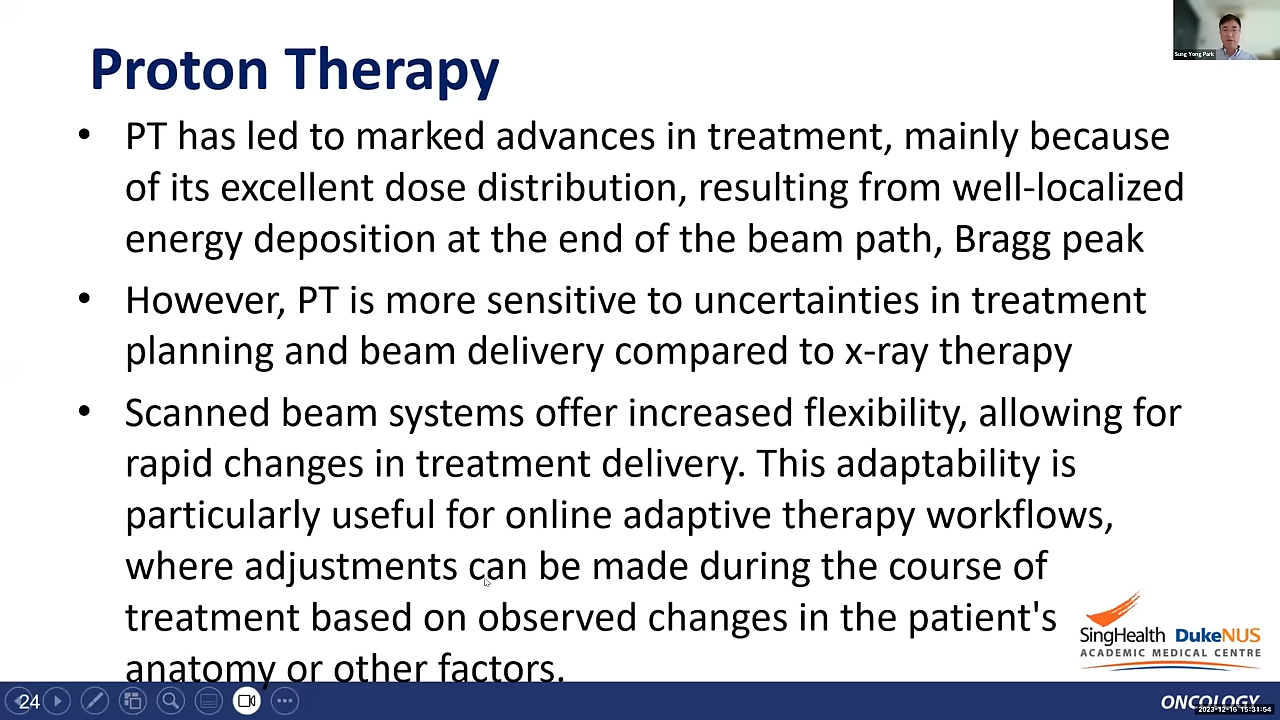 Proton Therapy
Sung Yong Park
• PT has led to marked advances in treatment, mainly because
of its excellent dose distribution, resulting from well-localized
energy deposition at the end of the beam path, Bragg peak
• However, PT is more sensitive to uncertainties in treatment
planning and beam delivery compared to x-ray therapy
• Scanned beam systems offer increased flexibility, allowing for
rapid changes in treatment delivery. This adaptability is
particularly useful for online adaptive therapy workflows,
where adjustments can be made during the course of
treatment based on observed changes in the patient's
anatomy or other factors.
SingHealth DukeNUS
ACADEMIC MEDICAL CENTRE
24
ONCOLOGY
2023-12-16 15:31:54